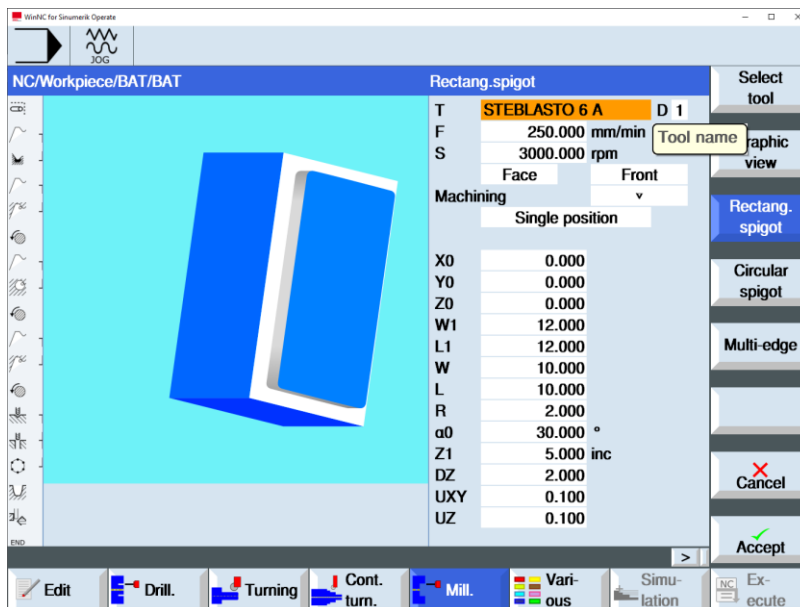 WinNC for Sinumerik Operate
JOG
NC/Workpiece/BAT/BAT
Rectang.spigot
T STEBLASTO 6 A D 1
F 250.000 mm/min
Tool name
S 3000.000 rpm
Face Front
Machining ∨
Single position
X0 0.000
Y0 0.000
Z0 0.000
W1 12.000
L1 12.000
W 10.000
L 10.000
R 2.000
α0 30.000 °
Z1 5.000 inc
DZ 2.000
UXY 0.100
UZ 0.100
END
>
Select
tool
raphic
view
Rectang.
spigot
Circular
spigot
Multi-edge
Cancel
Accept
Edit
Drill.
Turning
Cont.
turn.
Mill.
Vari-
ous
Simu-
lation
NC
Ex-
ecute